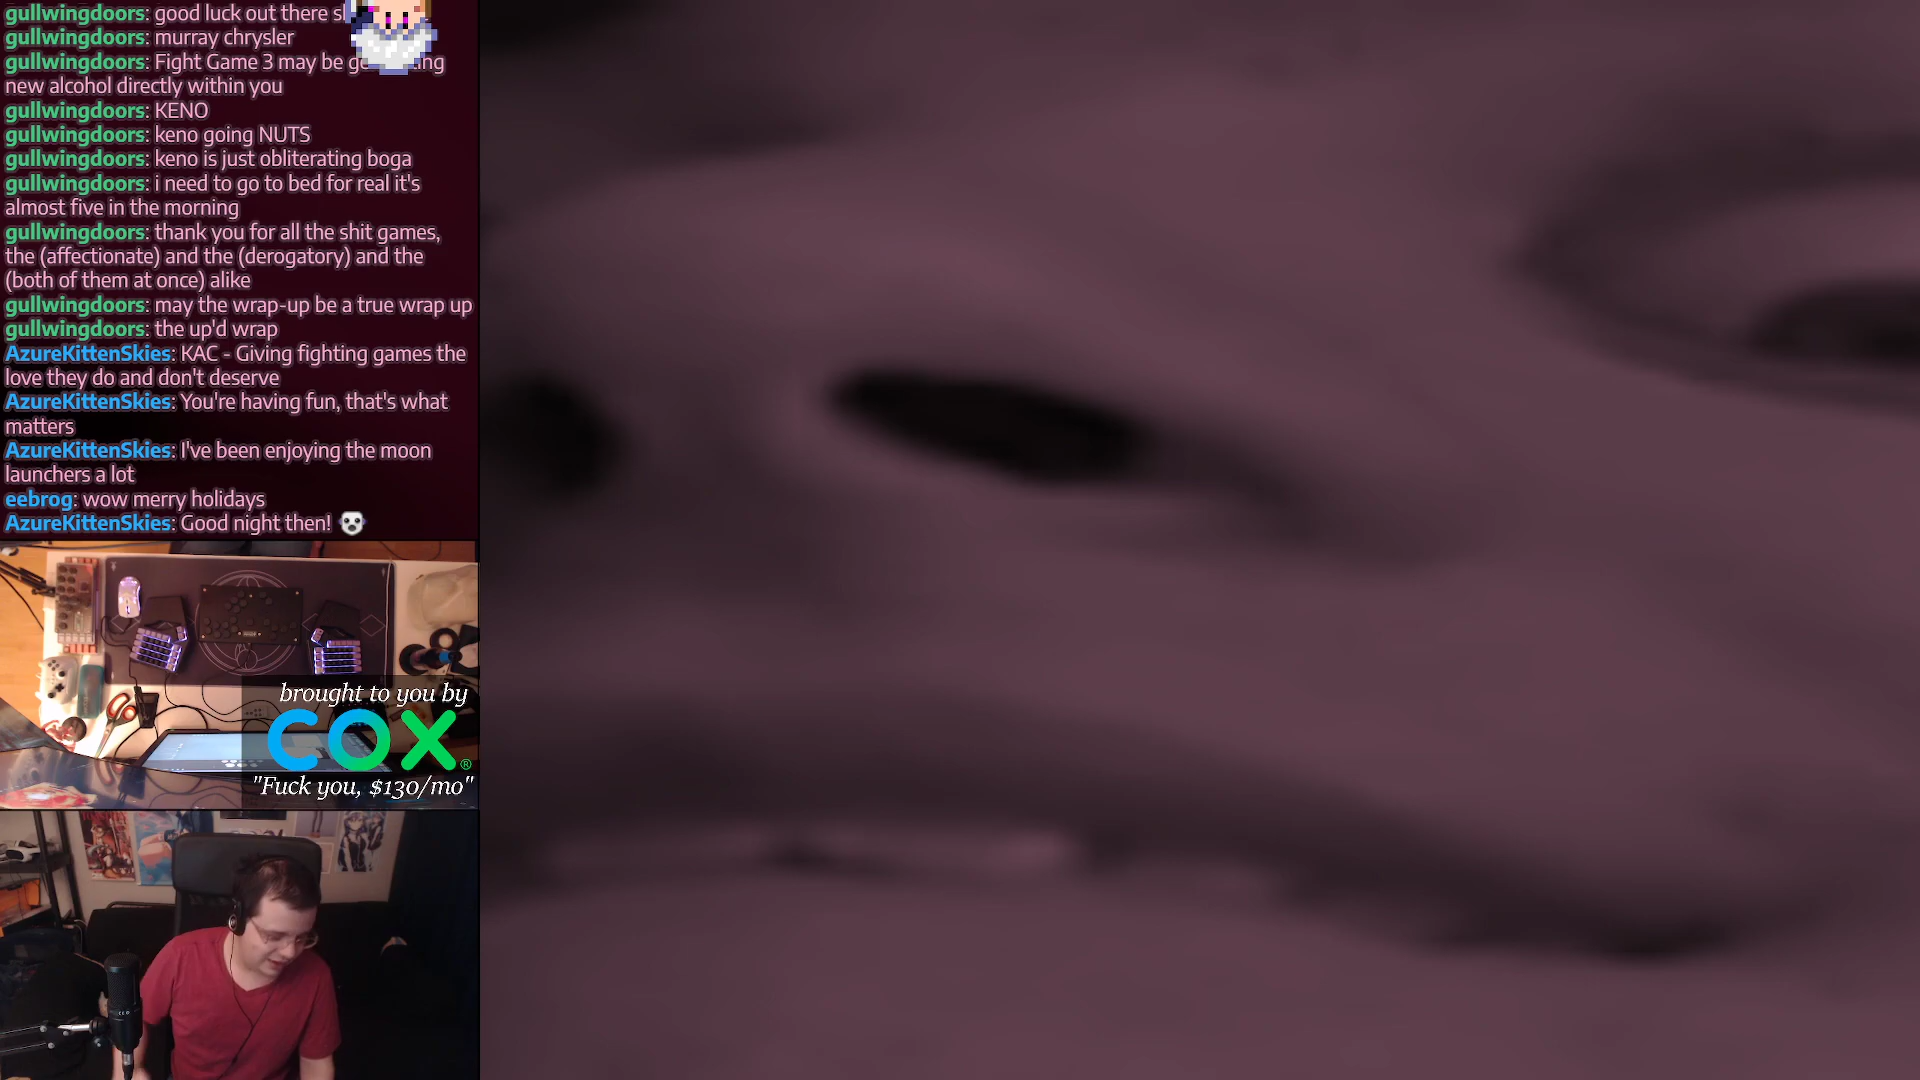 gullwingdoors: good luck out there
gullwingdoors: murray chrysler
gullwingdoors: Fight Game 3 may be
new alcohol directly within you
gullwingdoors: KENO
gullwingdoors: keno going NUTS
gullwingdoors: keno is just obliterating boga
gullwingdoors: i need to go to bed for real it's
almost five in the morning
gullwingdoors: thank you for all the shit games,
the (affectionate) and the (derogatory) and the
(both of them at once) alike
gullwingdoors: may the wrap-up be a true wrap up
gullwingdoors: the up'd wrap
AzureKittenSkies: KAC - Giving fighting games the
love they do and don't deserve
AzureKittenSkies: You're having fun, that's what
matters
AzureKittenSkies: I've been enjoying the moon
launchers a lot
eebrog: wow merry holidays
AzureKittenSkies: Good night then!
brought to you by
COX®
"Fuck you, $130/mo"